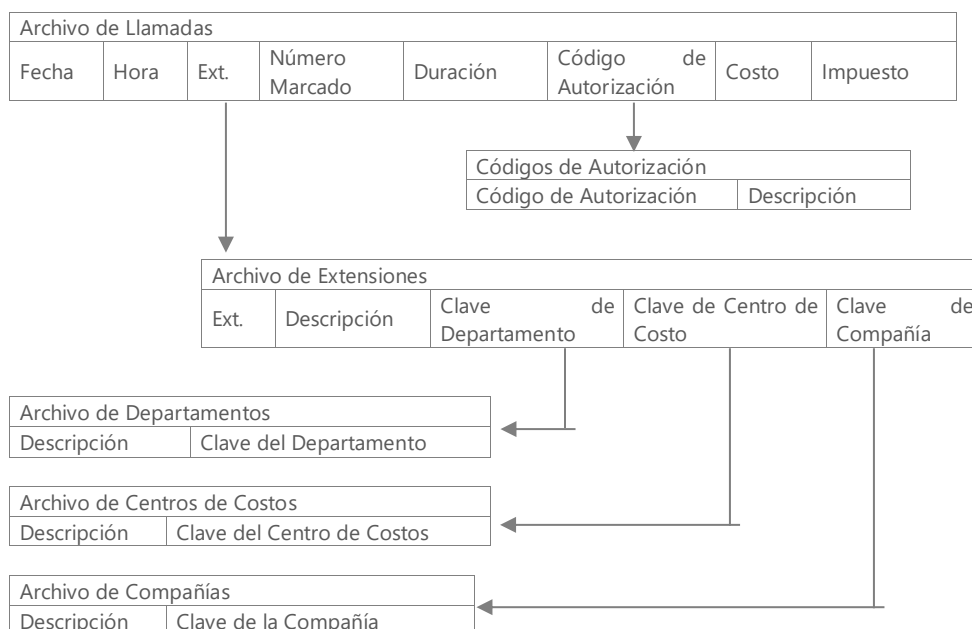 Archivo de Llamadas
Fecha Hora Ext. Número Marcado Duración Código de Autorización Costo Impuesto
Códigos de Autorización
Código de Autorización Descripción
Archivo de Extensiones
Ext. Descripción Clave de Departamento Clave de Centro de Costo Clave de Compañía
Archivo de Departamentos
Descripción Clave del Departamento
Archivo de Centros de Costos
Descripción Clave del Centro de Costos
Archivo de Compañías
Descripción Clave de la Compañía